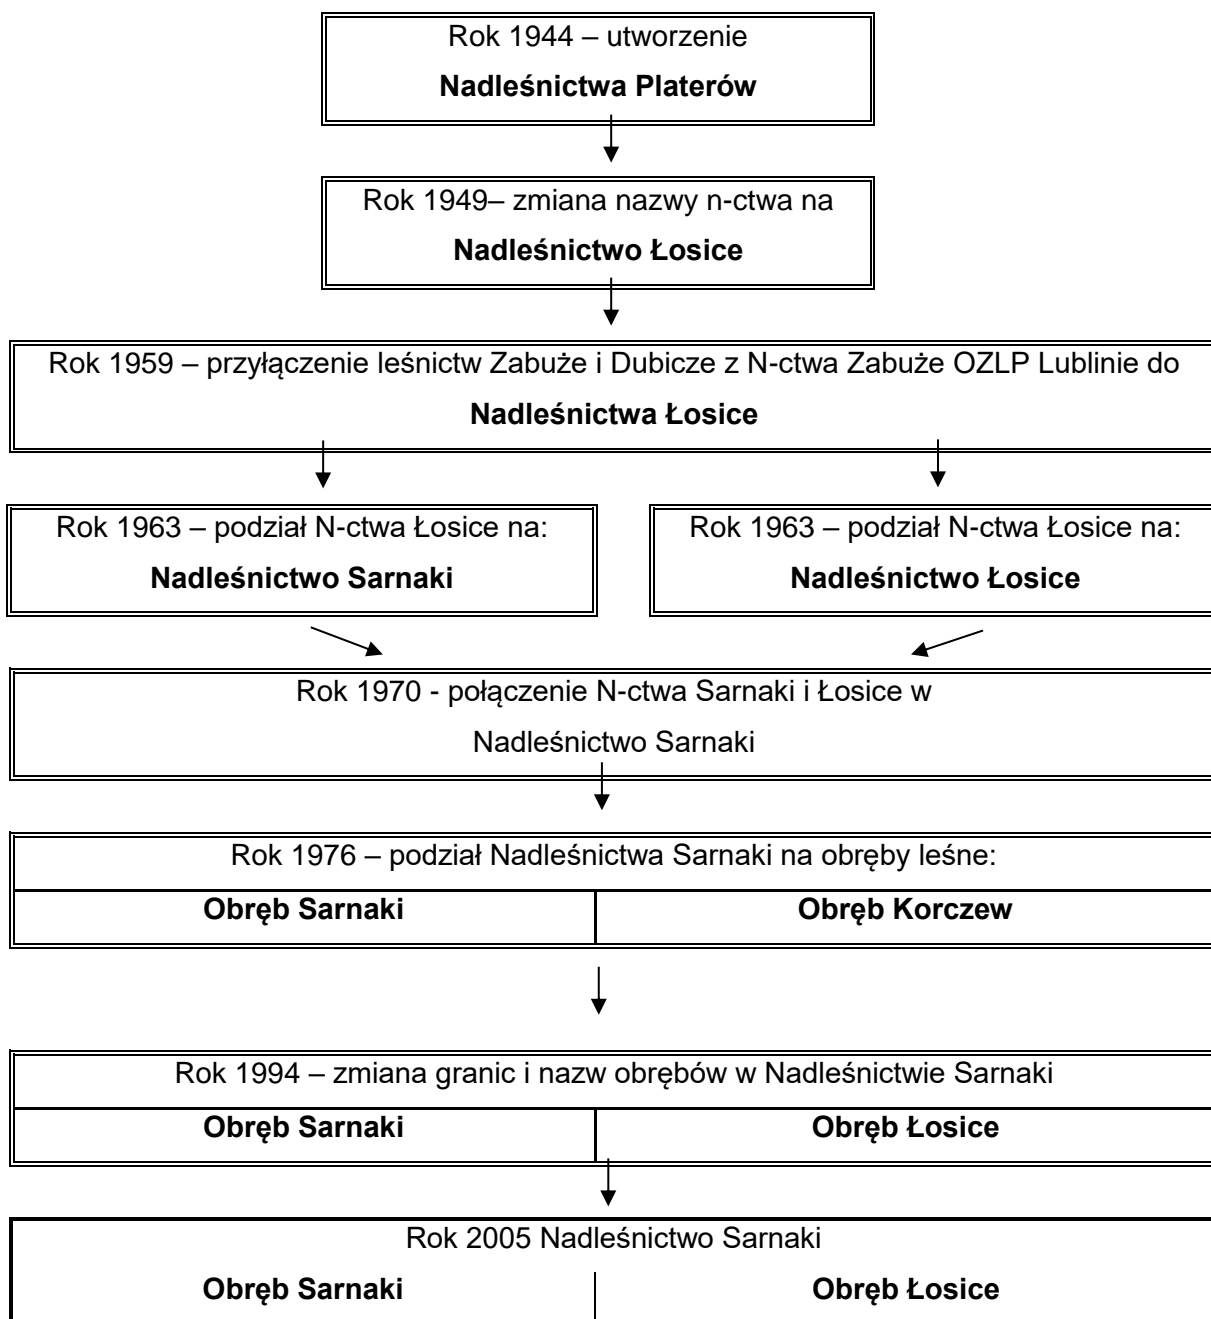 Rok 1944 – utworzenie
Nadleśnictwa Platerów
Rok 1949– zmiana nazwy n-ctwa na
Nadleśnictwo Łosice
Rok 1959 – przyłączenie leśnictw Zabuże i Dubicze z N-ctwa Zabuże OZLP Lublinie do
Nadleśnictwa Łosice
Rok 1963 – podział N-ctwa Łosice na:
Nadleśnictwo Sarnaki
Rok 1963 – podział N-ctwa Łosice na:
Nadleśnictwo Łosice
Rok 1970 - połączenie N-ctwa Sarnaki i Łosice w
Nadleśnictwo Sarnaki
Rok 1976 – podział Nadleśnictwa Sarnaki na obręby leśne:
Obręb Sarnaki
Obręb Korczew
Rok 1994 – zmiana granic i nazw obrębów w Nadleśnictwie Sarnaki
Obręb Sarnaki
Obręb Łosice
Rok 2005 Nadleśnictwo Sarnaki
Obręb Sarnaki
Obręb Łosice